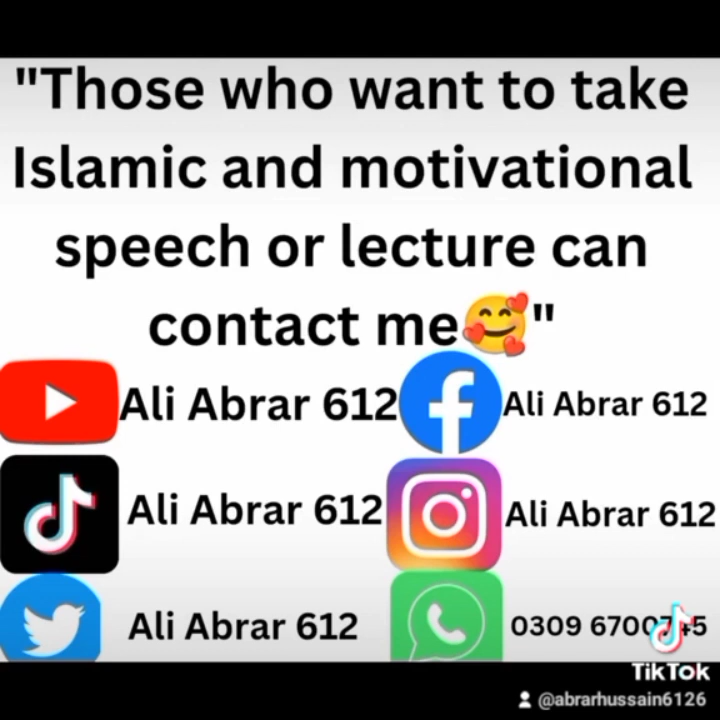 "Those who want to take
Islamic and motivational
speech or lecture can
contact me🥰"
Ali Abrar 612
Ali Abrar 612
Ali Abrar 612
Ali Abrar 612
Ali Abrar 612
0309
TikTok
@abrarhussain6126